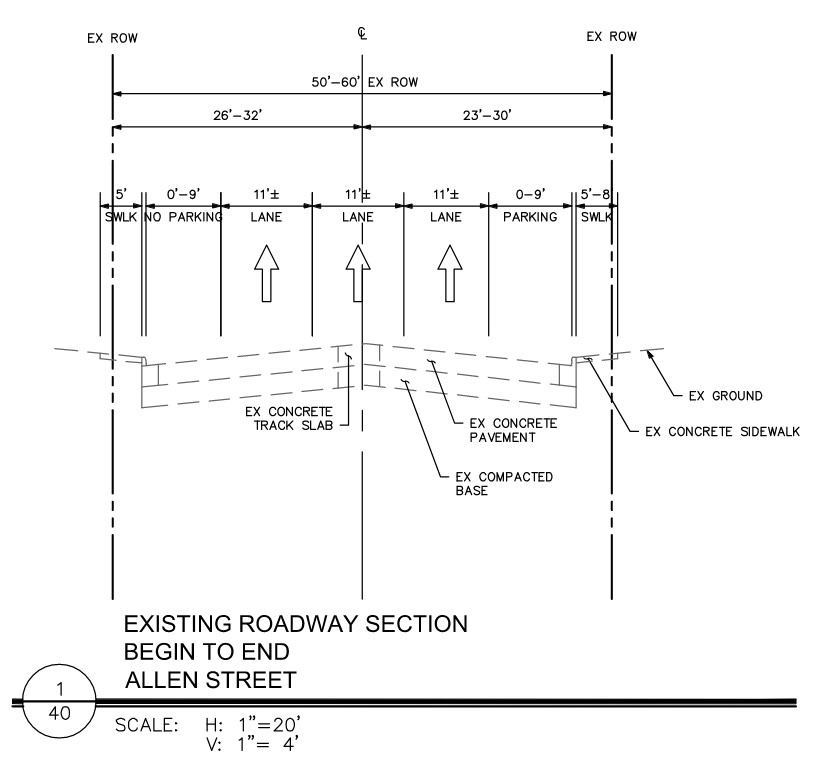 EX ROW
℄
EX ROW
50'-60' EX ROW
26'-32'
23'-30'
5'
0'-9'
11'±
11'±
11'±
0-9'
5'-8
SWLK
NO PARKING
LANE
LANE
LANE
PARKING
SWLK
EX GROUND
EX CONCRETE
TRACK SLAB
EX CONCRETE
PAVEMENT
EX CONCRETE SIDEWALK
EX COMPACTED
BASE
EXISTING ROADWAY SECTION
BEGIN TO END
ALLEN STREET
1
40
SCALE: H: 1"=20'
V: 1"= 4'